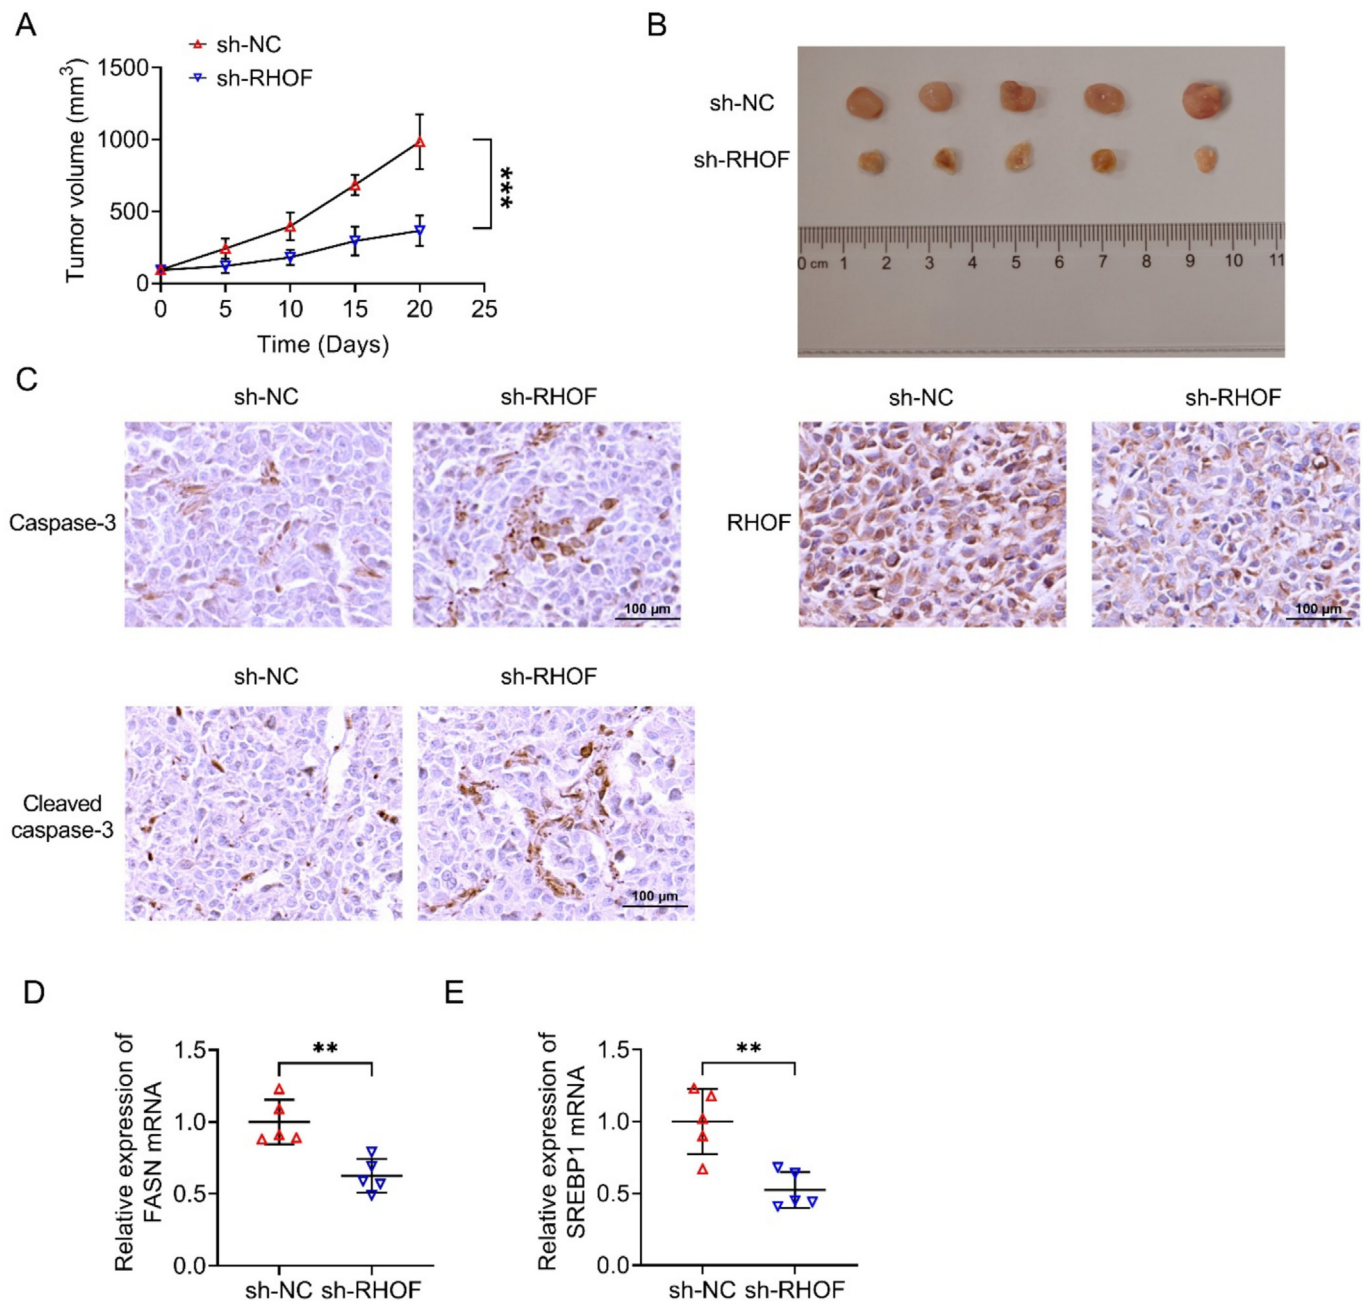 A
sh-NC
sh-RHOF
Tumor volume (mm³)
1500
1000
500
0
0 5 10 15 20 25
Time (Days)
***
B
sh-NC
sh-RHOF
0 cm 1 2 3 4 5 6 7 8 9 10 11
C
sh-NC sh-RHOF sh-NC sh-RHOF
Caspase-3
100 µm
RHOF
100 µm
sh-NC sh-RHOF
Cleaved
caspase-3
100 µm
D
Relative expression of
FASN mRNA
1.5
1.0
0.5
0.0
**
sh-NC sh-RHOF
E
Relative expression of
SREBP1 mRNA
1.5
1.0
0.5
0.0
**
sh-NC sh-RHOF